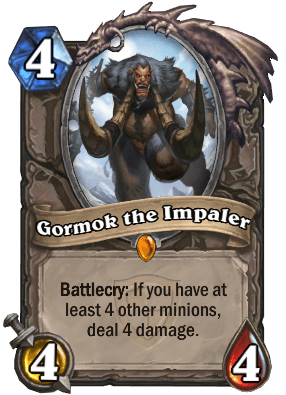 4
Gormok the Impaler
Battlecry: If you have at
least 4 other minions,
deal 4 damage.
4 4